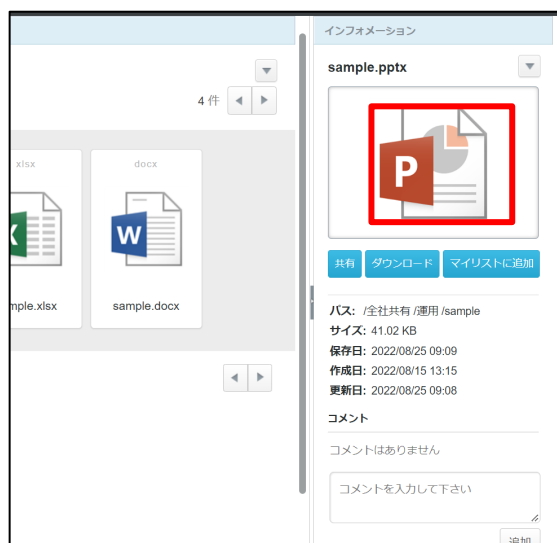 インフォメーション
sample.pptx
4 件
xlsx
docx
X
W
P
mple.xlsx
sample.docx
共有
ダウンロード
マイリストに追加
パス: /全社共有 /運用 /sample
サイズ: 41.02 KB
保存日: 2022/08/25 09:09
作成日: 2022/08/15 13:15
更新日: 2022/08/25 09:08
コメント
コメントはありません
コメントを入力して下さい
追加